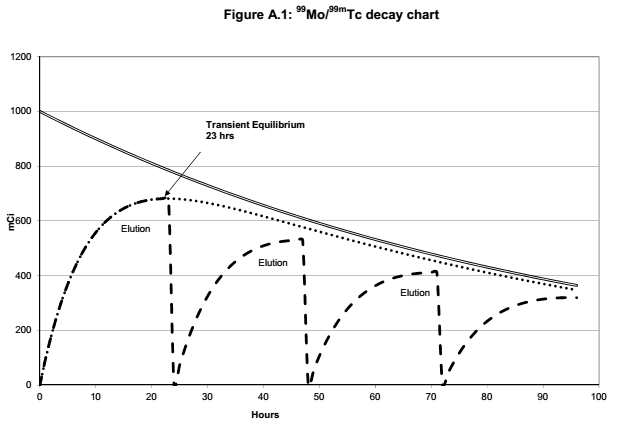 Figure A.1: ⁹⁹Mo/⁹⁹ᵐTc decay chart
1200
1000
800
600
400
200
0
mCi
Transient Equilibrium
23 hrs
Elution
Elution
Elution
0 10 20 30 40 50 60 70 80 90 100
Hours